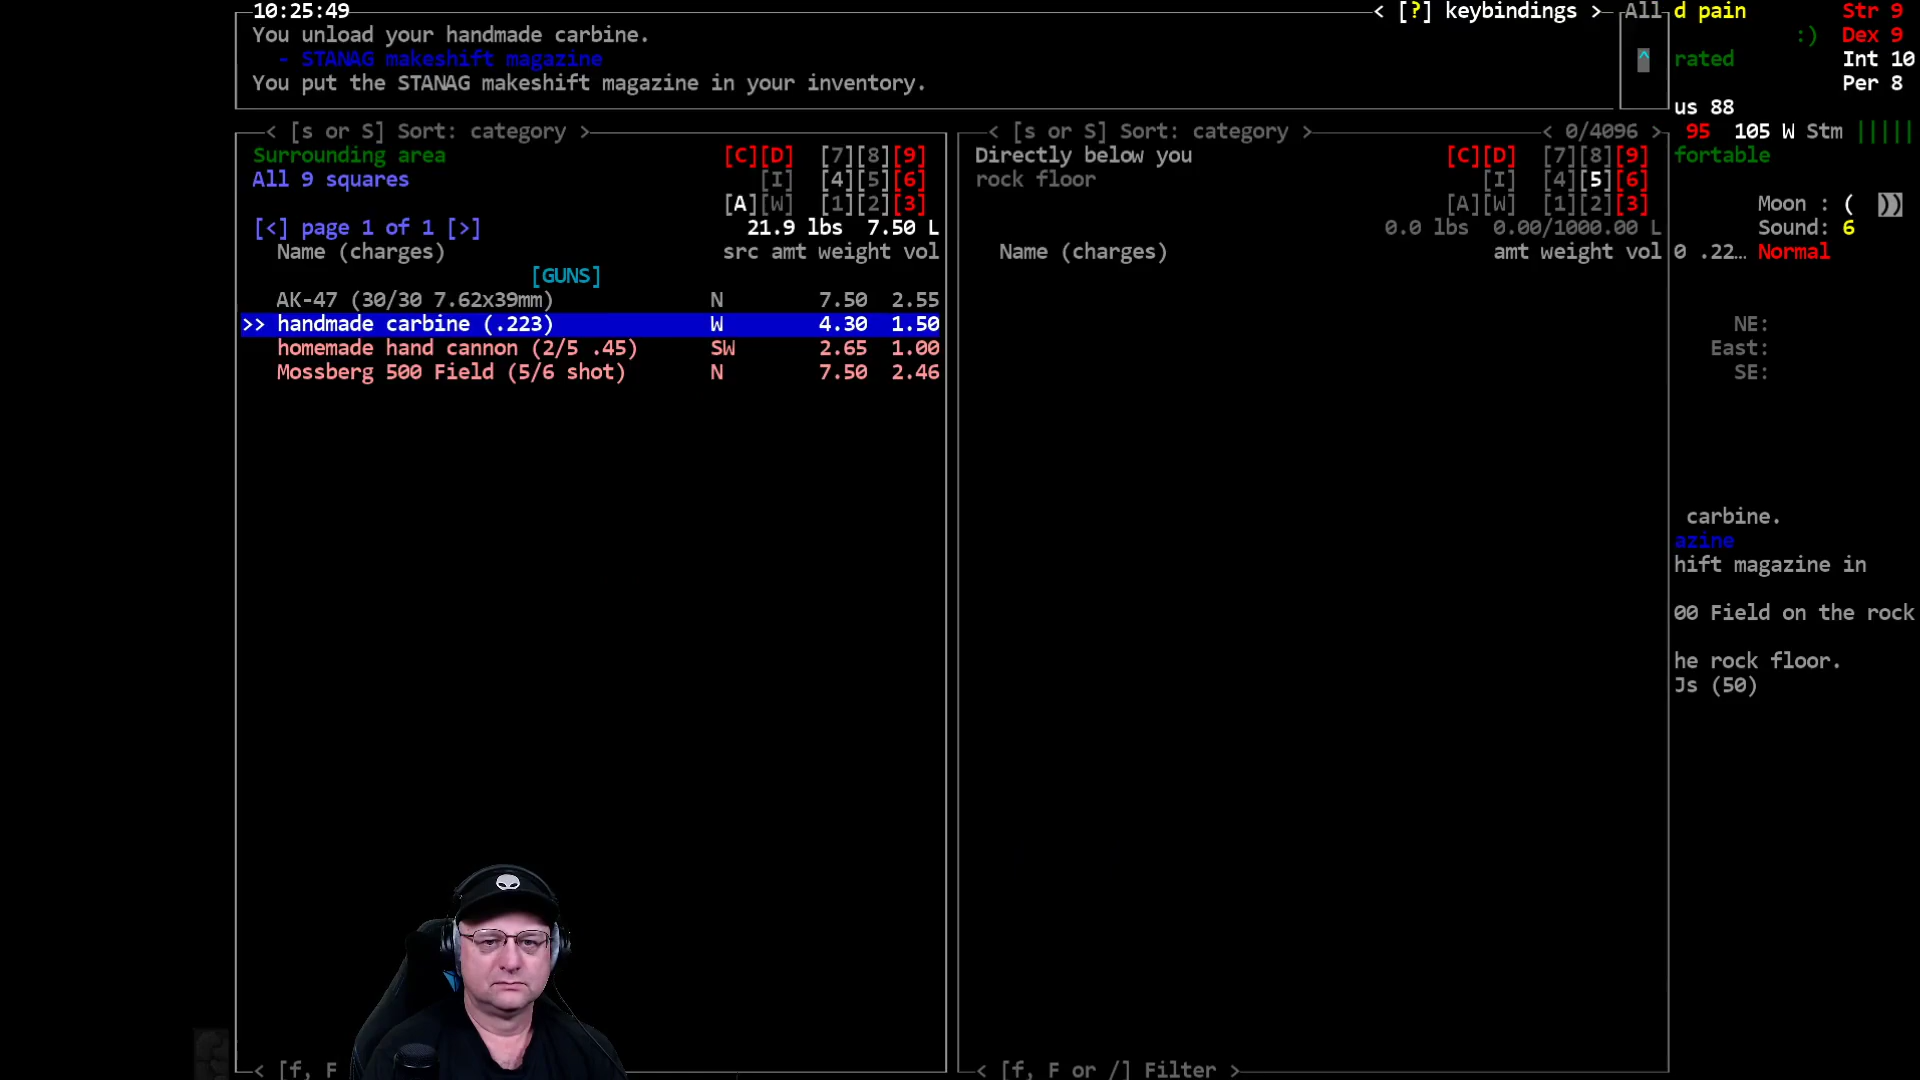 10:25:49
< [?] keybindings >
All
d pain
Str 9
You unload your handmade carbine.
:)
Dex 9
- STANAG makeshift magazine
^
rated
Int 10
You put the STANAG makeshift magazine in your inventory.
Per 8
us 88
< [s or S] Sort: category >
< [s or S] Sort: category >
< 0/4096 >
95 105 W Stm |||||
Surrounding area
[C][D] [7][8][9]
Directly below you
[C][D] [7][8][9]
fortable
All 9 squares
[I] [4][5][6]
rock floor
[I] [4][5][6]
[A][W] [1][2][3]
[A][W] [1][2][3]
Moon : ( ))
[<] page 1 of 1 [>]
21.9 lbs 7.50 L
0.0 lbs 0.00/1000.00 L
Sound: 6
Name (charges)
src amt weight vol
Name (charges)
amt weight vol
0 .22… Normal
[GUNS]
AK-47 (30/30 7.62x39mm) N 7.50 2.55
>> handmade carbine (.223) W 4.30 1.50
NE:
homemade hand cannon (2/5 .45) SW 2.65 1.00
East:
Mossberg 500 Field (5/6 shot) N 7.50 2.46
SE:
carbine.
azine
hift magazine in
00 Field on the rock
he rock floor.
Js (50)
< [f, F
< [f, F or /] Filter >